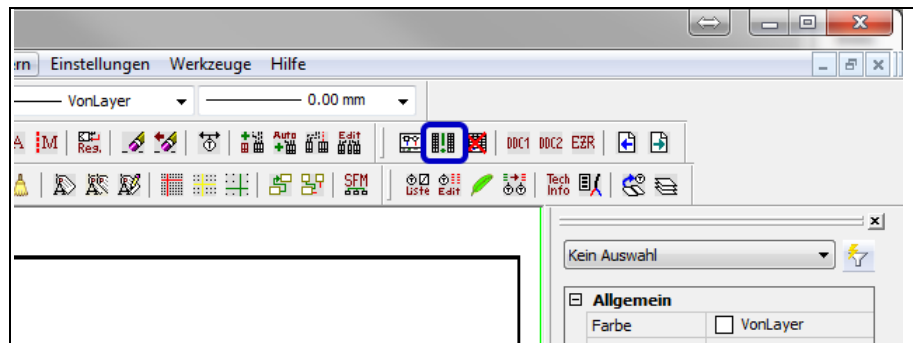 rn Einstellungen Werkzeuge Hilfe
VonLayer 0.00 mm
A M Res. Auto Edit ?? DDC1 DDC2 EZR
SFM Liste Edit Tech Info
Kein Auswahl
Allgemein
Farbe VonLayer